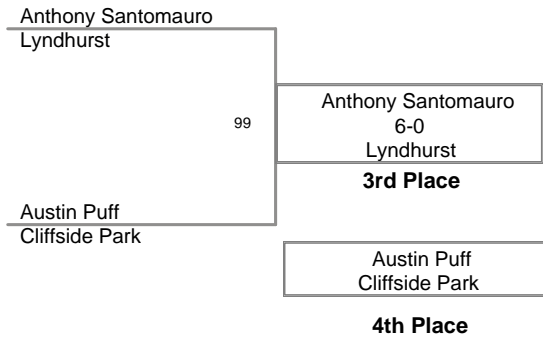 Anthony Santomauro
Lyndhurst
99
Anthony Santomauro
6-0
Lyndhurst
3rd Place
Austin Puff
Cliffside Park
Austin Puff
Cliffside Park
4th Place